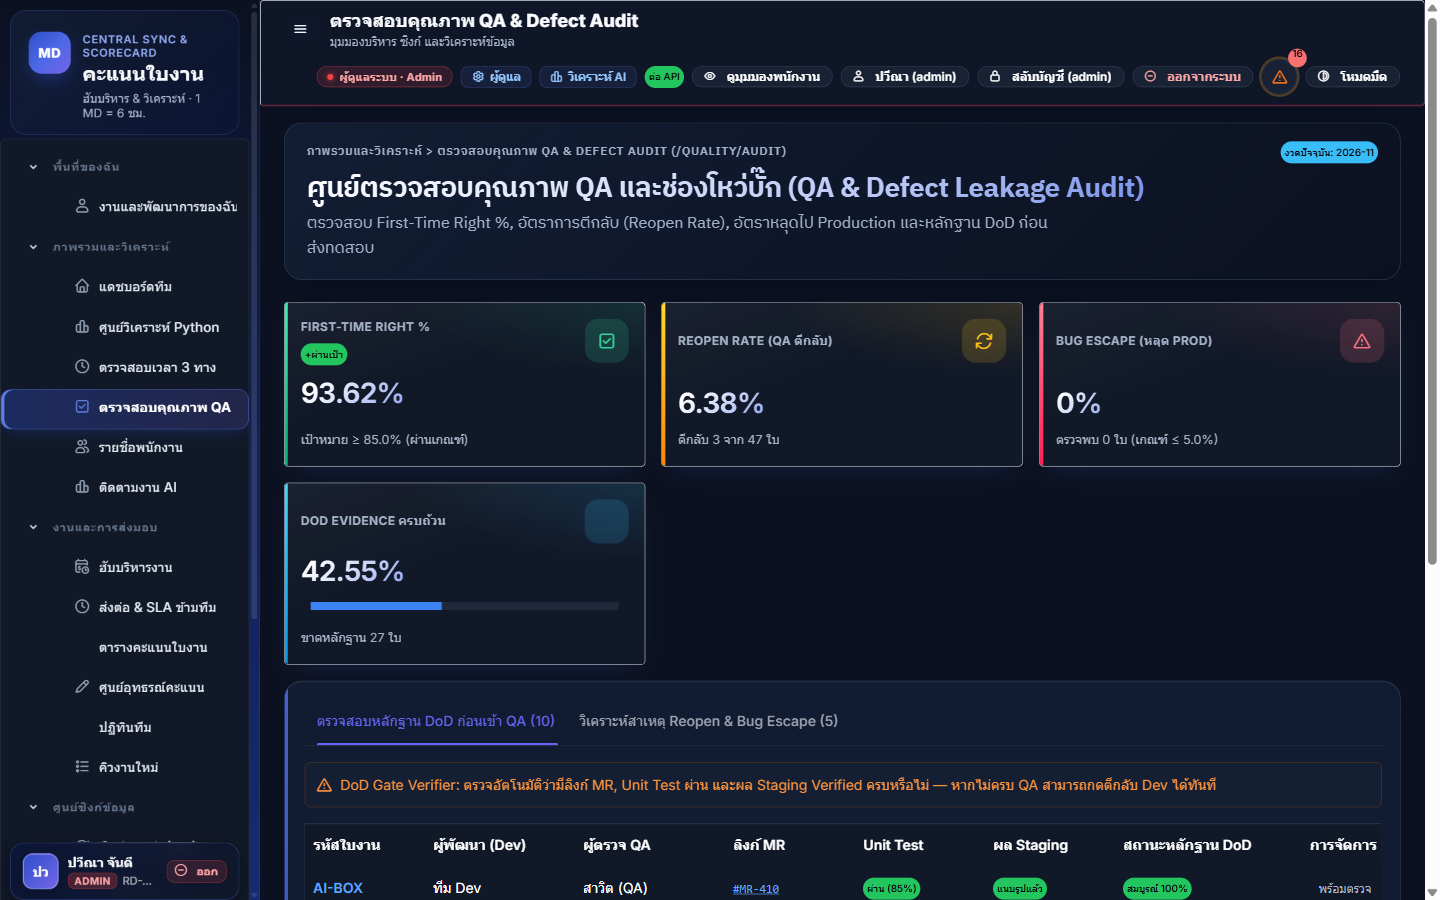 MD
CENTRAL SYNC & SCORECARD
คะแนนใบงาน
ฮับบริหาร & วิเคราะห์ · 1 MD = 6 ชม.
พื้นที่ของฉัน
งานและพัฒนาการของฉัน
ภาพรวมและวิเคราะห์
แดชบอร์ดทีม
ศูนย์วิเคราะห์ Python
ตรวจสอบเวลา 3 ทาง
ตรวจสอบคุณภาพ QA
รายชื่อพนักงาน
ติดตามงาน AI
งานและการส่งมอบ
ฮับบริหารงาน
ส่งต่อ & SLA ข้ามทีม
ตารางคะแนนใบงาน
ศูนย์อุทธรณ์คะแนน
ปฏิทินทีม
คิวงานใหม่
ศูนย์ซิงก์ข้อมูล
ปว
ปวีณา จันดี
ADMIN RD-...
ออก
ตรวจสอบคุณภาพ QA & Defect Audit
มุมมองบริหาร ซิงก์ และวิเคราะห์ข้อมูล
ผู้ดูแลระบบ · Admin
ผู้ดูแล
วิเคราะห์ AI
ต่อ API
ดูมุมมองพนักงาน
ปวีณา (admin)
สลับบัญชี (admin)
ออกจากระบบ
16
โหมดมืด
ภาพรวมและวิเคราะห์ > ตรวจสอบคุณภาพ QA & DEFECT AUDIT (/QUALITY/AUDIT)
งวดปัจจุบัน: 2026-11
ศูนย์ตรวจสอบคุณภาพ QA และช่องโหว่บั๊ก (QA & Defect Leakage Audit)
ตรวจสอบ First-Time Right %, อัตราการตีกลับ (Reopen Rate), อัตราหลุดไป Production และหลักฐาน DoD ก่อน
ส่งทดสอบ
FIRST-TIME RIGHT %
+ผ่านเป้า
93.62%
เป้าหมาย ≥ 85.0% (ผ่านเกณฑ์)
REOPEN RATE (QA ตีกลับ)
6.38%
ตีกลับ 3 จาก 47 ใบ
BUG ESCAPE (หลุด PROD)
0%
ตรวจพบ 0 ใบ (เกณฑ์ ≤ 5.0%)
DOD EVIDENCE ครบถ้วน
42.55%
ขาดหลักฐาน 27 ใบ
ตรวจสอบหลักฐาน DoD ก่อนเข้า QA (10)
วิเคราะห์สาเหตุ Reopen & Bug Escape (5)
DoD Gate Verifier: ตรวจอัตโนมัติว่ามีลิงก์ MR, Unit Test ผ่าน และผล Staging Verified ครบหรือไม่ — หากไม่ครบ QA สามารถกดตีกลับ Dev ได้ทันที
รหัสใบงาน ผู้พัฒนา (Dev) ผู้ตรวจ QA ลิงก์ MR Unit Test ผล Staging สถานะหลักฐาน DoD การจัดการ
AI-BOX ทีม Dev สาวิต (QA) #MR-410 ผ่าน (85%) แนบรูปแล้ว สมบูรณ์ 100% พร้อมตรวจ